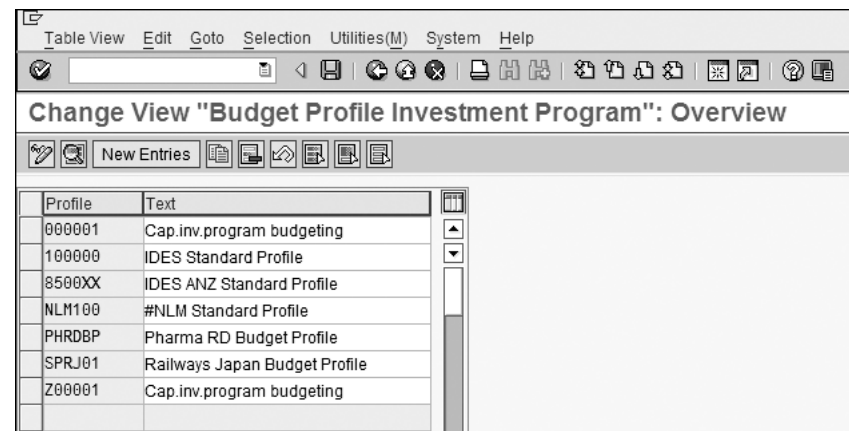 Table View Edit Goto Selection Utilities(M) System Help
Change View "Budget Profile Investment Program": Overview
New Entries
Profile Text
000001 Cap.inv.program budgeting
100000 IDES Standard Profile
8500XX IDES ANZ Standard Profile
NLM100 #NLM Standard Profile
PHRDBP Pharma RD Budget Profile
SPRJ01 Railways Japan Budget Profile
Z00001 Cap.inv.program budgeting